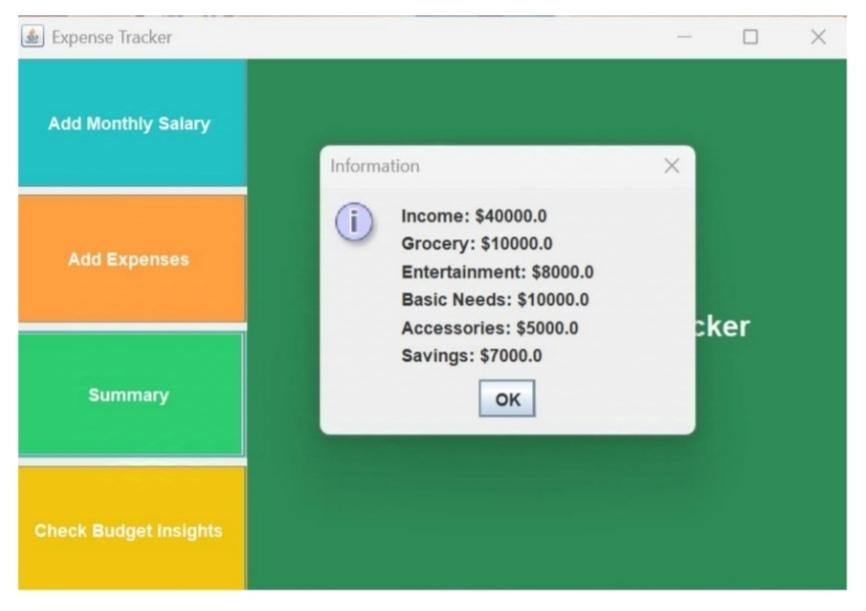 Expense Tracker
Add Monthly Salary
Add Expenses
Summary
Check Budget Insights
Information
Income: $40000.0
Grocery: $10000.0
Entertainment: $8000.0
Basic Needs: $10000.0
Accessories: $5000.0
Savings: $7000.0
OK
cker